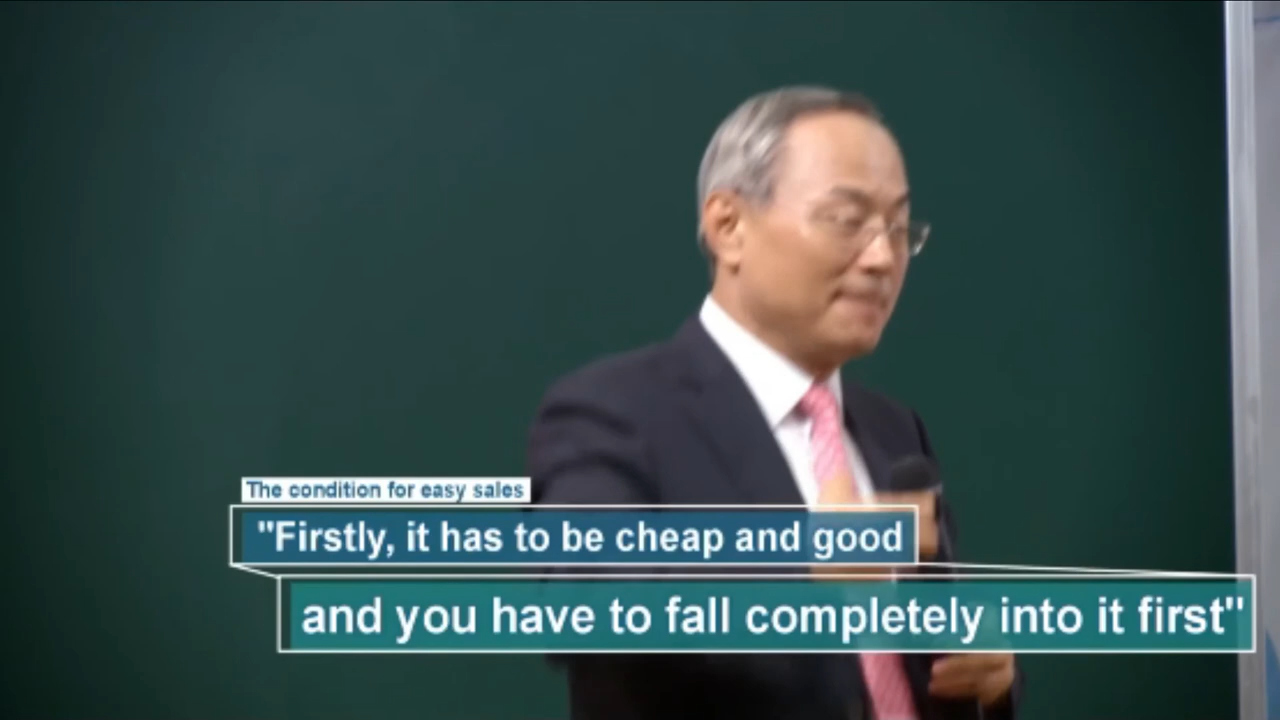 The condition for easy sales
"Firstly, it has to be cheap and good
and you have to fall completely into it first"